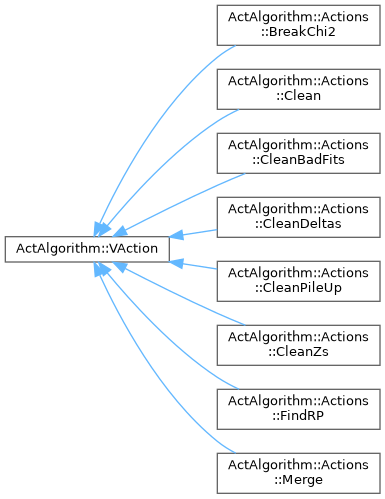 ActAlgorithm::Actions
::BreakChi2
ActAlgorithm::Actions
::Clean
ActAlgorithm::Actions
::CleanBadFits
ActAlgorithm::Actions
::CleanDeltas
ActAlgorithm::VAction
ActAlgorithm::Actions
::CleanPileUp
ActAlgorithm::Actions
::CleanZs
ActAlgorithm::Actions
::FindRP
ActAlgorithm::Actions
::Merge